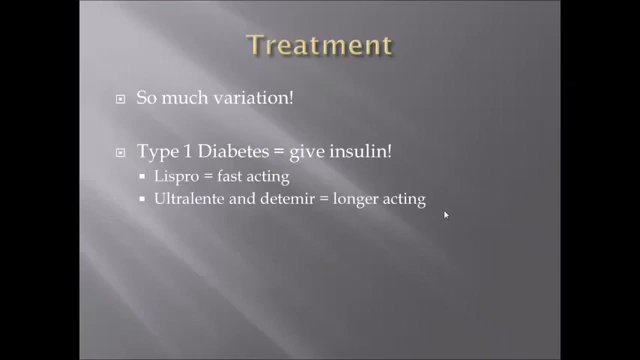 Treatment
So much variation!
Type 1 Diabetes = give insulin!
Lispro = fast acting
Ultralente and detemir = longer acting